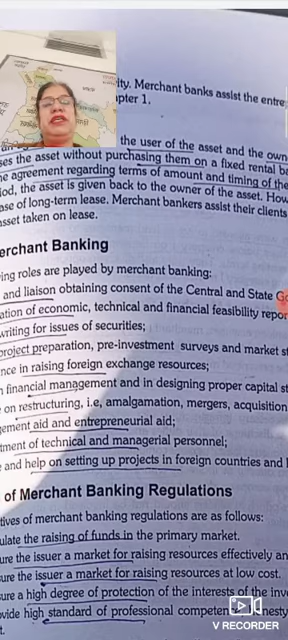 ity. Merchant banks assist the entre
pter 1.
the user of the asset and the own
ses the asset without purchasing them on a fixed rental b
e agreement regarding terms of amount and timing of the
iod, the asset is given back to the owner of the asset. How
ase of long-term lease. Merchant bankers assist their clients
asset taken on lease.
erchant Banking
ing roles are played by merchant banking:
and liaison obtaining consent of the Central and State Go
ation of economic, technical and financial feasibility repor
writing for issues of securities;
project preparation, pre-investment surveys and market s
nce in raising foreign exchange resources;
financial management and in designing proper capital st
on restructuring, i.e, amalgamation, mergers, acquisition
ement aid and entrepreneurial aid;
tment of technical and managerial personnel;
and help on setting up projects in foreign countries and
of Merchant Banking Regulations
tives of merchant banking regulations are as follows:
ulate the raising of funds in the primary market.
ure the issuer a market for raising resources effectively an
sure the issuer a market for raising resources at low cost.
ure a high degree of protection of the interests of the inv
ovide high standard of professional competen nesty
t.
V RECORDER